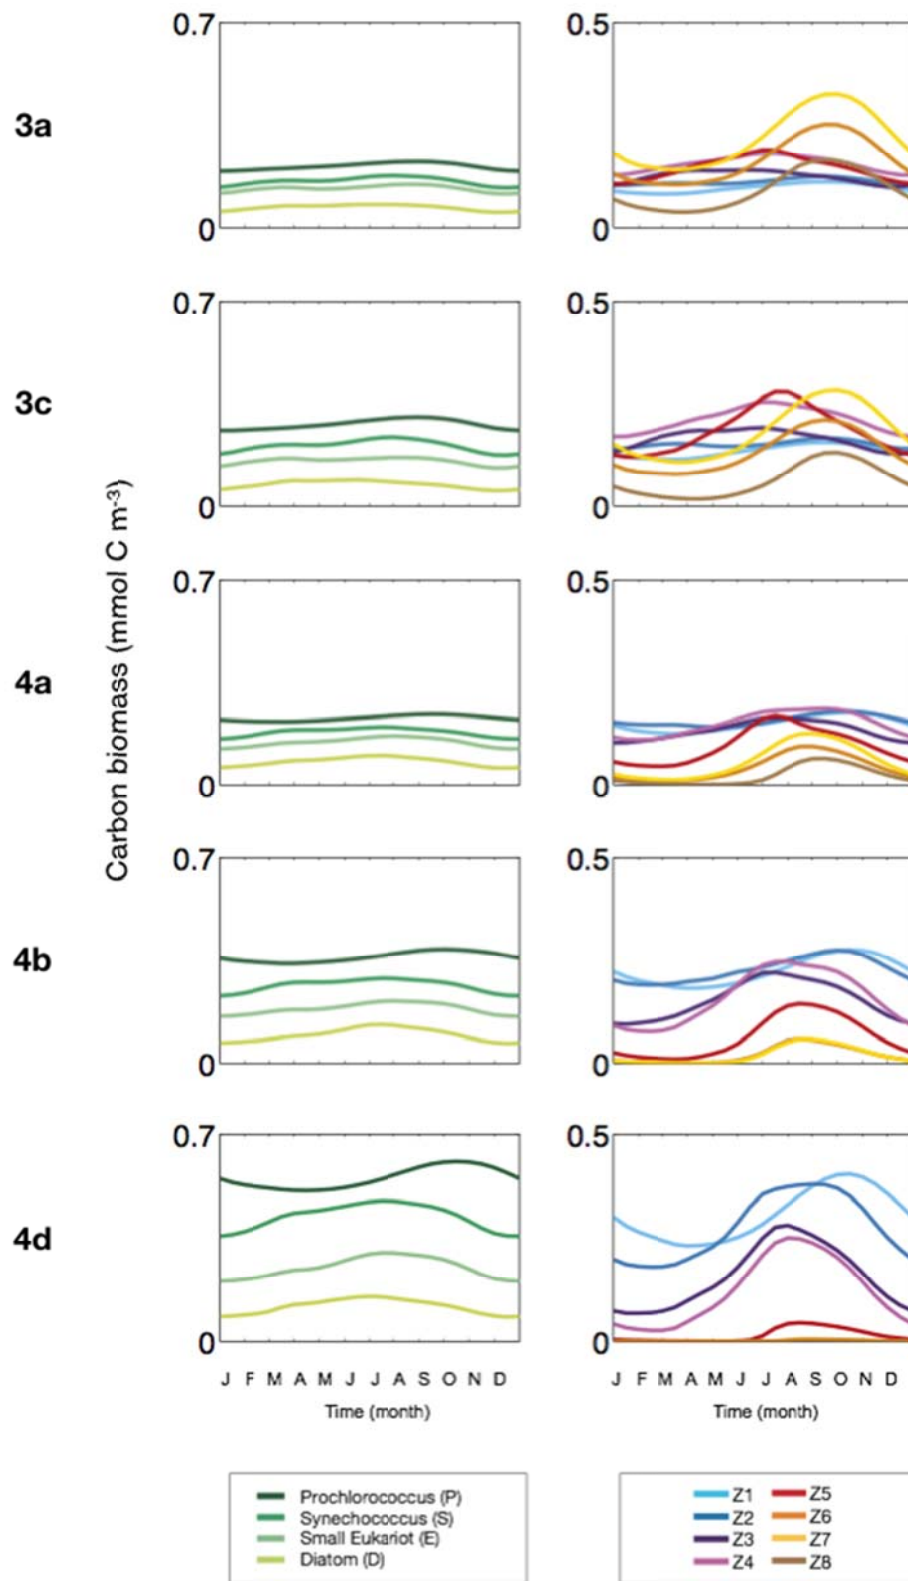 0.7 0.5
3a
0 0
0.7 0.5
3c
0 0
0.7 0.5
4a
0 0
0.7 0.5
4b
0 0
0.7 0.5
4d
0 0
Carbon biomass (mmol C m-3)
J F M A M J J A S O N D J F M A M J J A S O N D
Time (month) Time (month)
Prochlorococcus (P)
Synechococcus (S)
Small Eukariot (E)
Diatom (D)
Z1 Z5
Z2 Z6
Z3 Z7
Z4 Z8